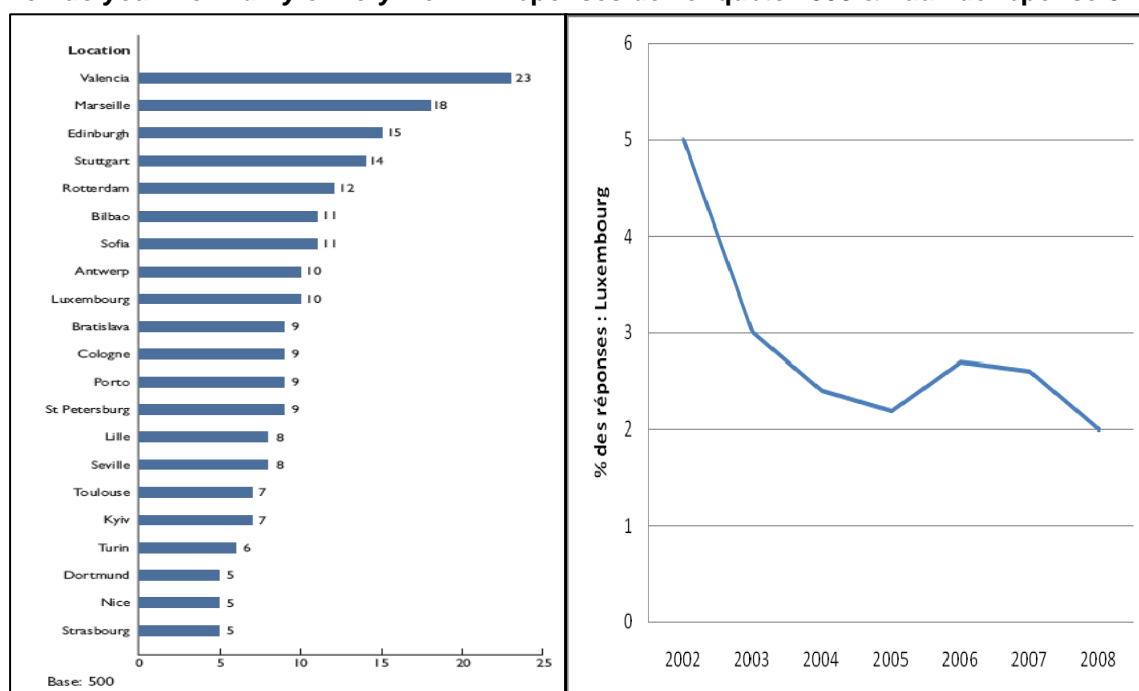 Location
Valencia 23
Marseille 18
Edinburgh 15
Stuttgart 14
Rotterdam 12
Bilbao 11
Sofia 11
Antwerp 10
Luxembourg 10
Bratislava 9
Cologne 9
Porto 9
St Petersburg 9
Lille 8
Seville 8
Toulouse 7
Kyiv 7
Turin 6
Dortmund 5
Nice 5
Strasbourg 5
0 5 10 15 20 25
Base: 500
% des réponses : Luxembourg
6
5
4
3
2
1
0
2002 2003 2004 2005 2006 2007 2008